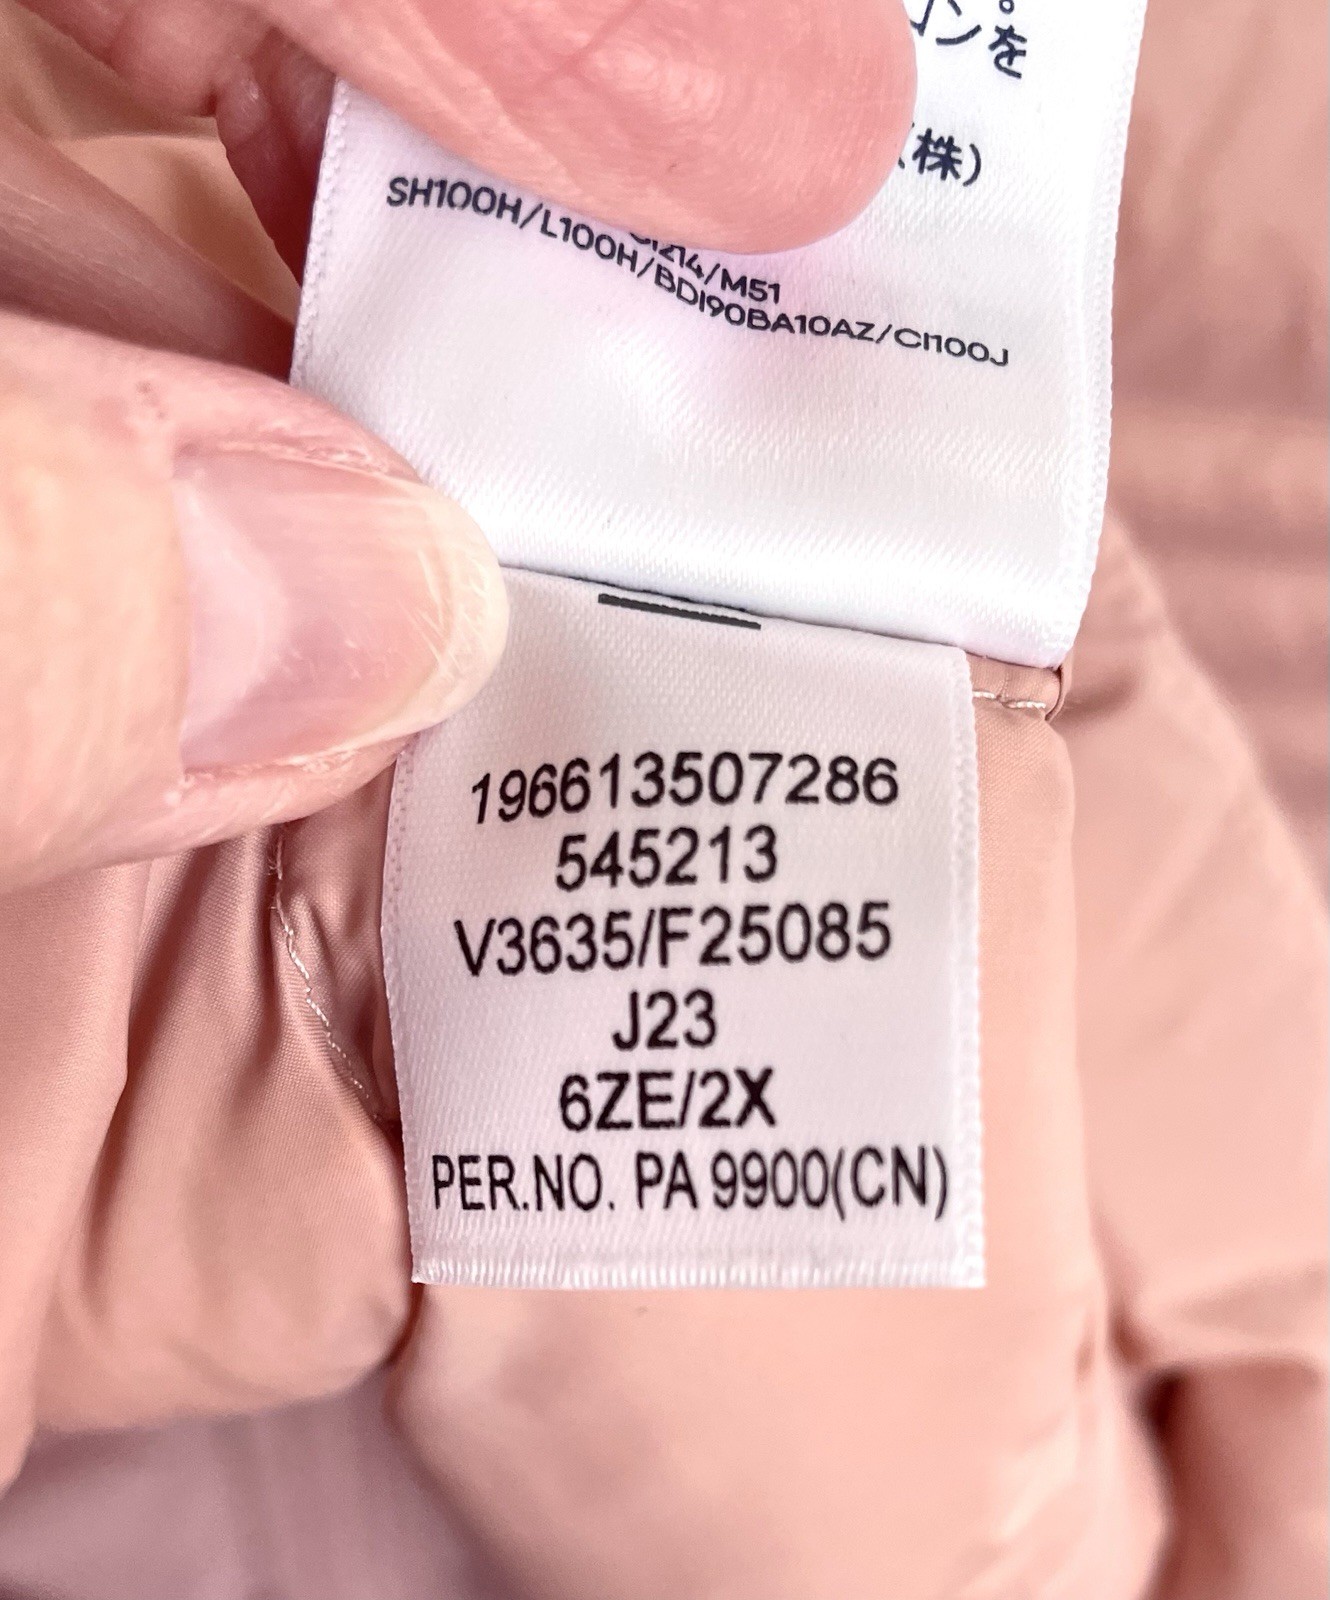 ンを
(株)
/M51
SH100H/L100H/BD190BA10AZ/CI100J
196613507286
545213
V3635/F25085
J23
6ZE/2X
PER.NO. PA 9900(CN)